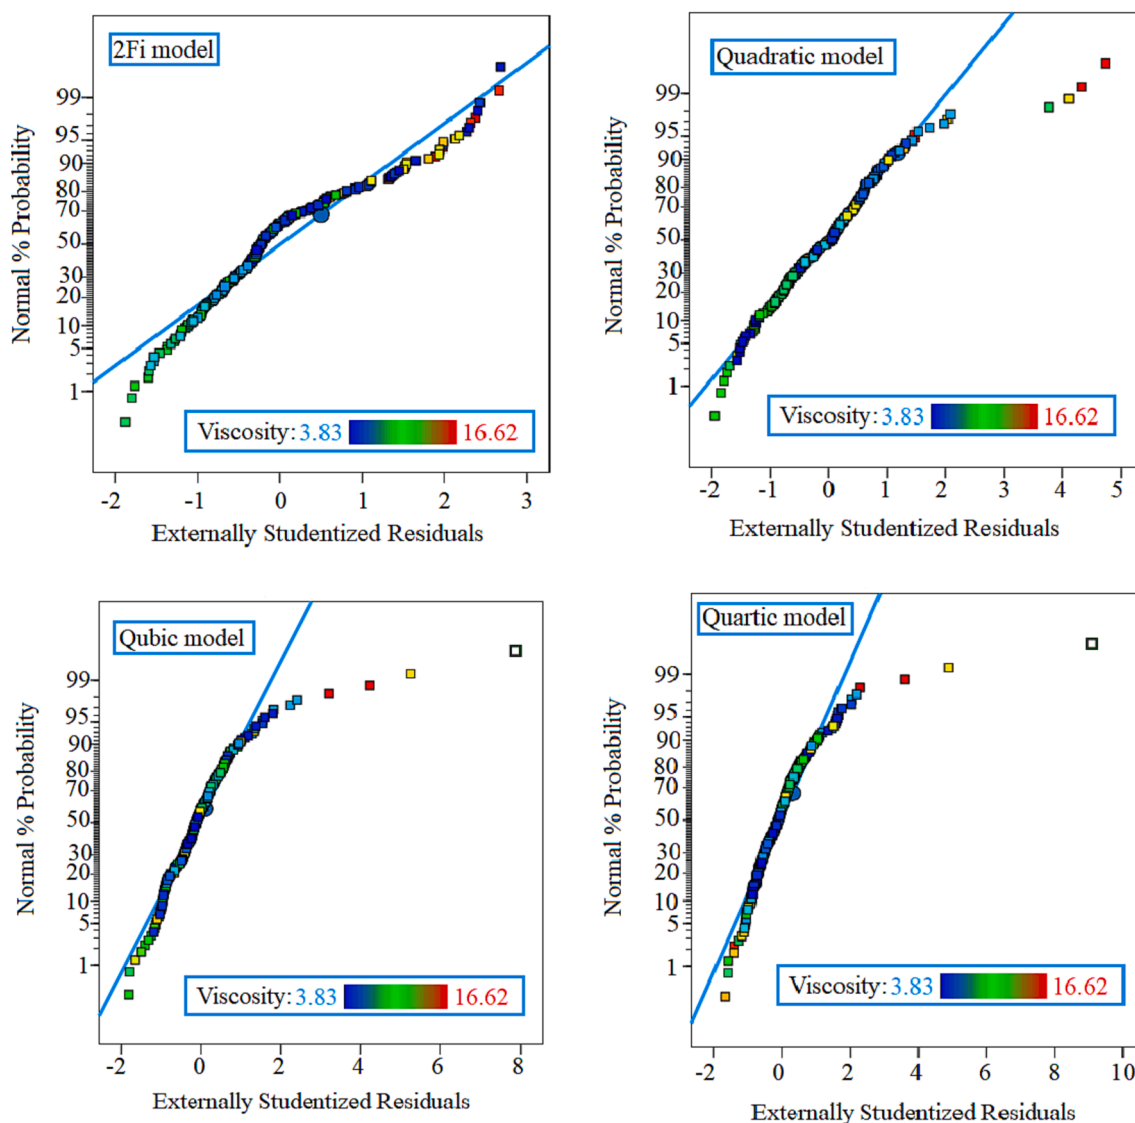 2Fi model
Normal % Probability
99
95
90
80
70
50
30
20
10
5
1
Viscosity: 3.83 16.62
-2 -1 0 1 2 3
Externally Studentized Residuals
Quadratic model
Normal % Probability
99
95
90
80
70
50
30
20
10
5
1
Viscosity: 3.83 16.62
-2 -1 0 1 2 3 4 5
Externally Studentized Residuals
Qubic model
Normal % Probability
99
95
90
80
70
50
30
20
10
5
1
Viscosity: 3.83 16.62
-2 0 2 4 6 8
Externally Studentized Residuals
Quartic model
Normal % Probability
99
95
90
80
70
50
30
20
10
5
1
Viscosity: 3.83 16.62
-2 0 2 4 6 8 10
Externally Studentized Residuals